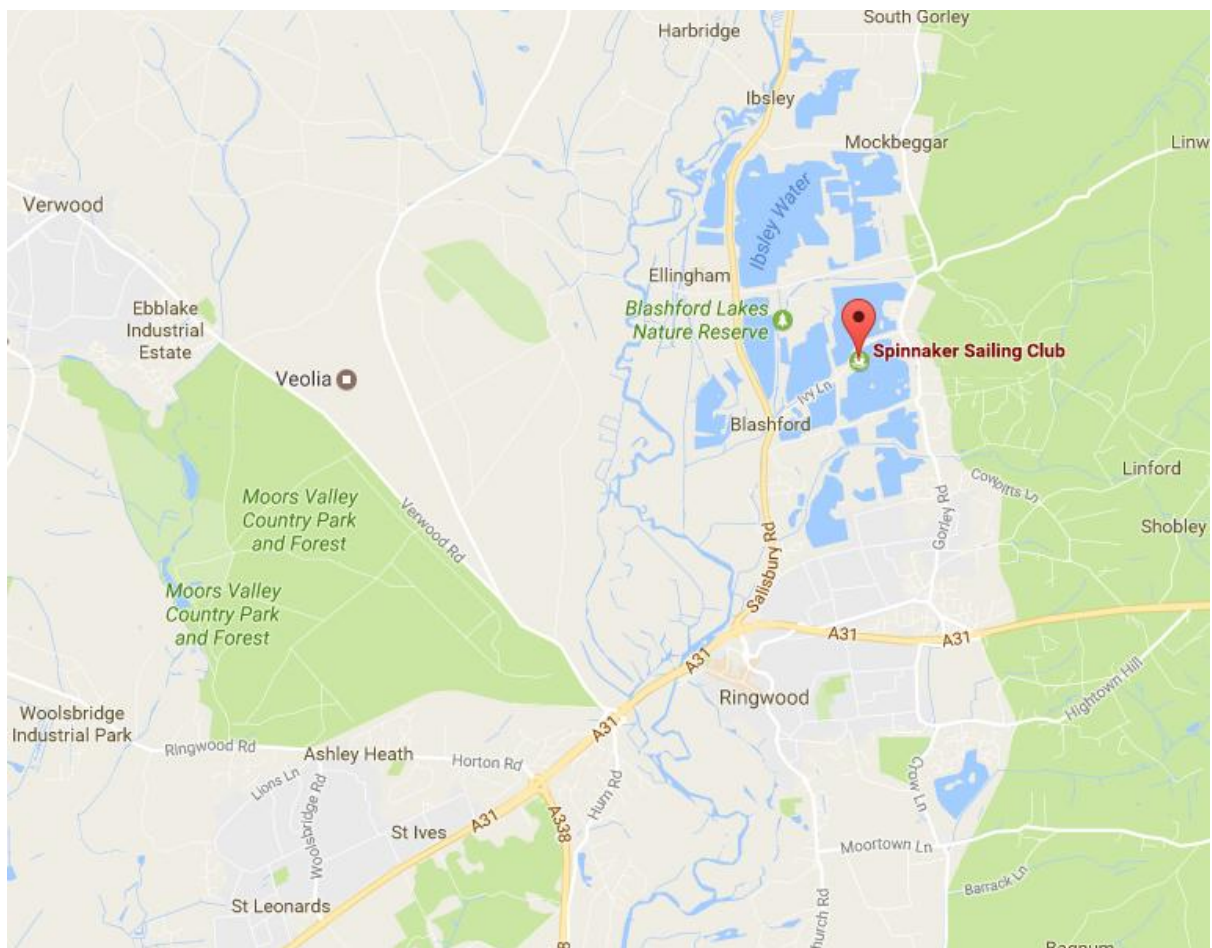 South Gorley
Harbridge
Ibsley
Mockbeggar
Linw
Verwood
Ibsley Water
Ellingham
Blashford Lakes
Nature Reserve
Ebblake
Industrial
Estate
Spinnaker Sailing Club
Veolia
Ivy Ln
Blashford
Linford
Cowpitts Ln
Moors Valley
Country Park
and Forest
Verwood Rd
Gorley Rd
Shobley
Salisbury Rd
Moors Valley
Country Park
and Forest
A31
A31
A31
Ringwood
Hightown Hill
Woolsbridge
Industrial Park
A31
Ringwood Rd
Ashley Heath
Horton Rd
Hurn Rd
Lions Ln
Woolsbridge Rd
Crow Ln
A31
St Ives
A338
Moortown Ln
Barrack Ln
St Leonards
hurch Rd